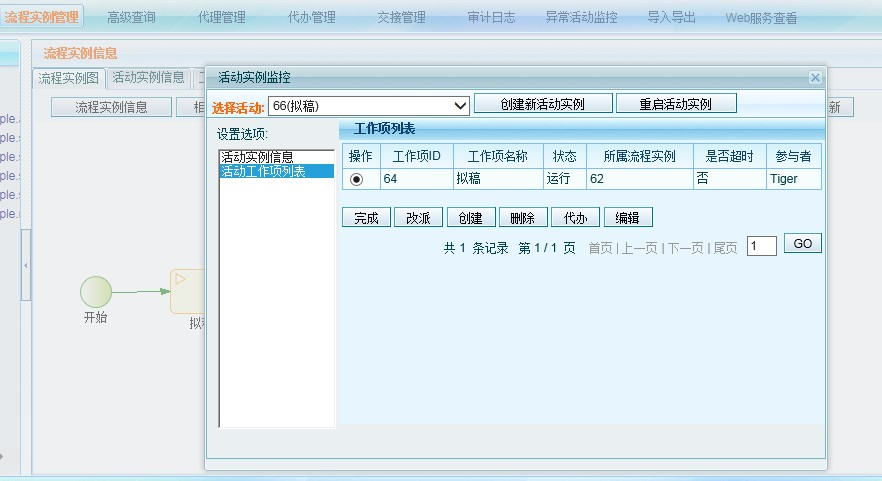 流程实例管理 高级查询 代理管理 代办管理 交接管理 审计日志 异常活动监控 导入导出 Web服务查看
流程实例信息
流程实例图 活动实例信息
流程实例信息 相 新
活动实例监控
选择活动: 66(拟稿) 创建新活动实例 重启活动实例
设置选项:
活动实例信息
活动工作项列表
工作项列表
操作 工作项ID 工作项名称 状态 所属流程实例 是否超时 参与者
64 拟稿 运行 62 否 Tiger
完成 改派 创建 删除 代办 编辑
共 1 条记录 第 1 / 1 页 首页 | 上一页 | 下一页 | 尾页 1 GO
ple.
ple.
ple.
ple.
ple.
ple.
开始
拟